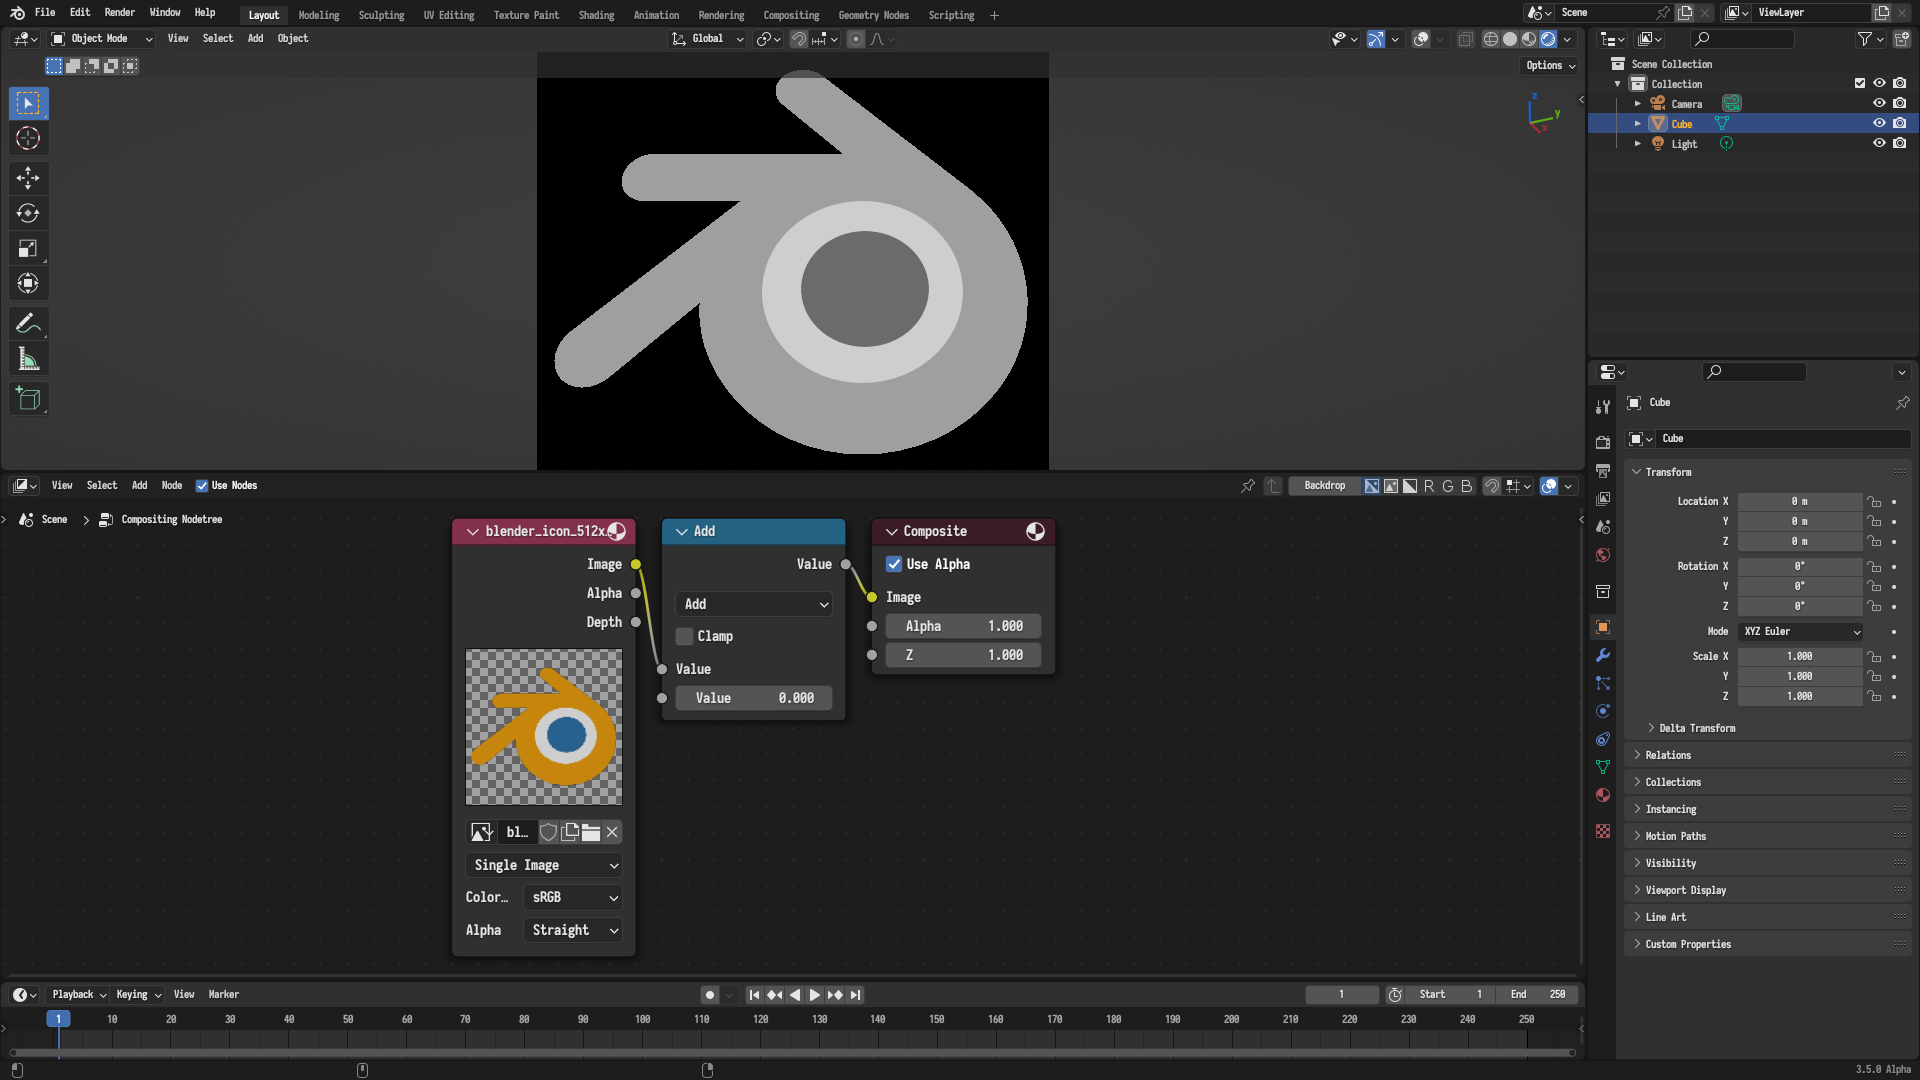 File Edit Render Window Help Layout Modeling Sculpting UV Editing Texture Paint Shading Animation Rendering Compositing Geometry Nodes Scripting + Scene ViewLayer
Object Mode View Select Add Object Global
Options
Z
Y
X
Scene Collection
Collection
Camera
Cube
Light
View Select Add Node Use Nodes Backdrop R G B
Scene > Compositing Nodetree
blender_icon_512x.
Image
Alpha
Depth
bl…
Single Image
Color… sRGB
Alpha Straight
Add
Value
Add
Clamp
Value
Value 0.000
Composite
Use Alpha
Image
Alpha 1.000
Z 1.000
Cube
Cube
Transform
Location X 0 m
Y 0 m
Z 0 m
Rotation X 0°
Y 0°
Z 0°
Mode XYZ Euler
Scale X 1.000
Y 1.000
Z 1.000
Delta Transform
Relations
Collections
Instancing
Motion Paths
Visibility
Viewport Display
Line Art
Custom Properties
Playback Keying View Marker 1 Start 1 End 250
1 10 20 30 40 50 60 70 80 90 100 110 120 130 140 150 160 170 180 190 200 210 220 230 240 250
3.5.0 Alpha